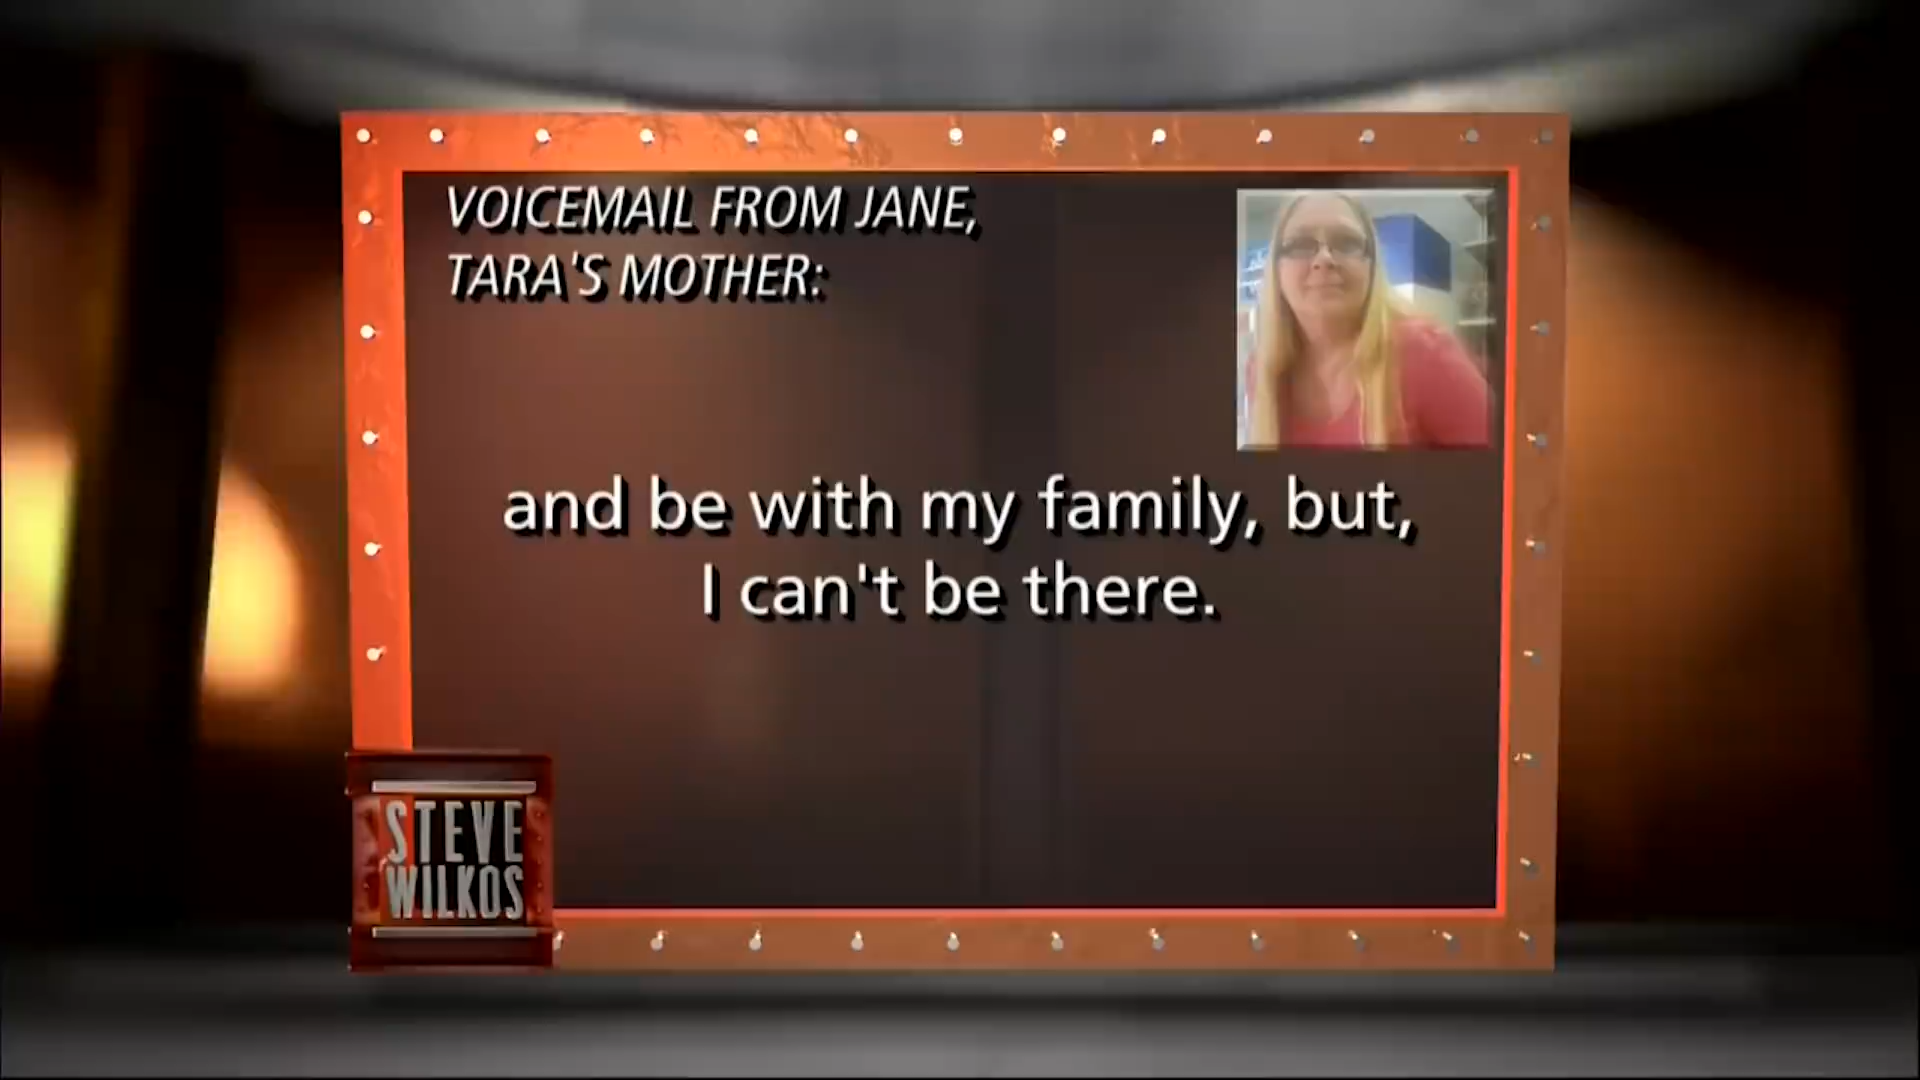 VOICEMAIL FROM JANE,
TARA'S MOTHER:
and be with my family, but,
I can't be there.
STEVE
WILKOS